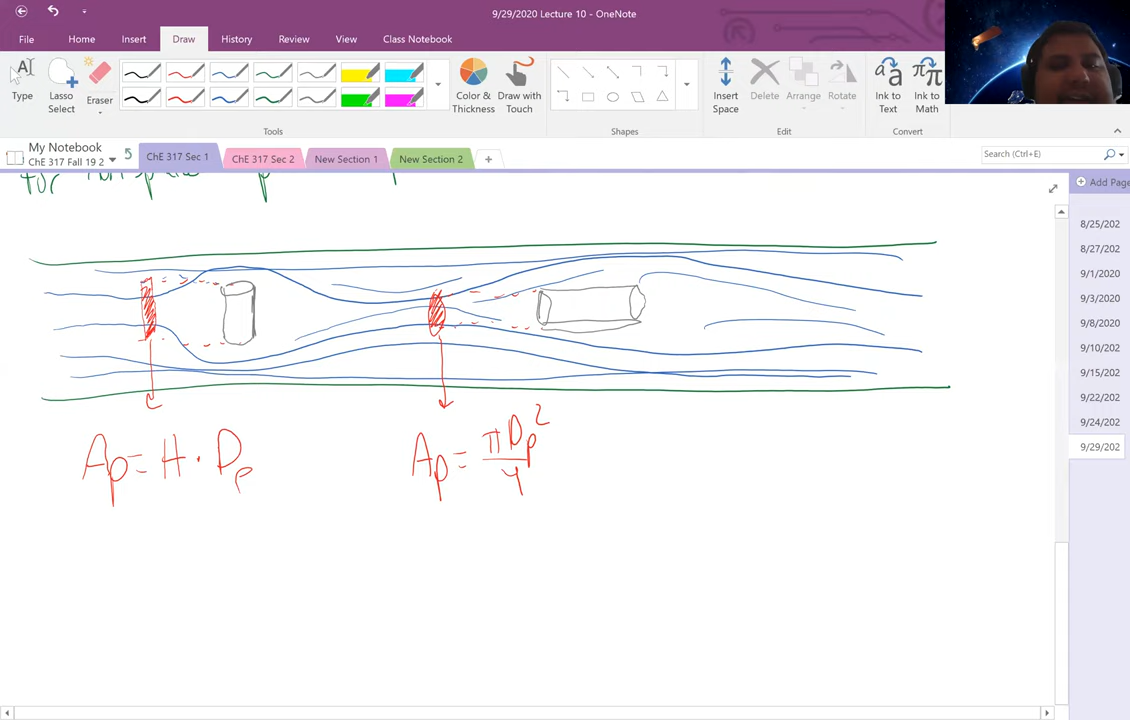 9/29/2020 Lecture 10 - OneNote
File Home Insert Draw History Review View Class Notebook
Type
Lasso Select
Eraser
Color & Thickness
Draw with Touch
Insert Space
Delete
Arrange
Rotate
Ink to Text
Ink to Math
Tools
Shapes
Edit
Convert
My Notebook
ChE 317 Fall 19 2
ChE 317 Sec 1
ChE 317 Sec 2
New Section 1
New Section 2
Search (Ctrl+E)
for
Add Page
8/25/202
8/27/202
9/1/2020
9/3/2020
9/8/2020
9/10/202
9/15/202
9/22/202
9/24/202
9/29/202
Ap = H · Dp
Ap = πDp²/4